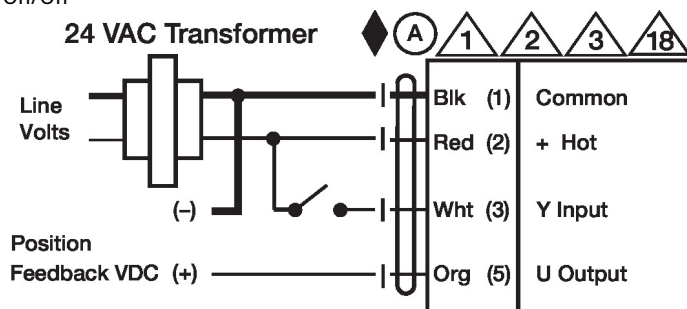 On/Off
24 VAC Transformer
A 1 2 3 18
Line
Volts
Blk (1) Common
Red (2) + Hot
(–)
Wht (3) Y Input
Position
Feedback VDC (+)
Org (5) U Output